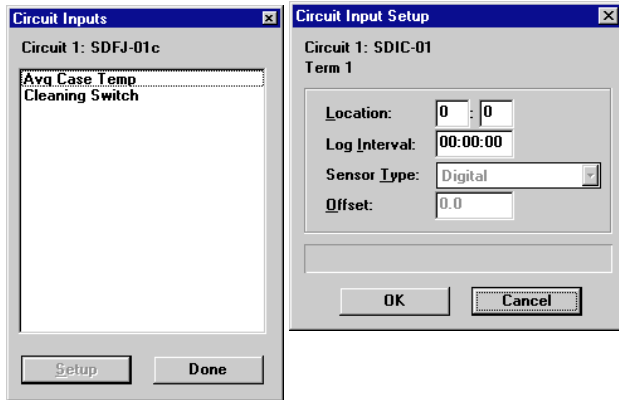 Circuit Inputs
Circuit 1: SDFJ-01c
Avg Case Temp
Cleaning Switch
Setup
Done
Circuit Input Setup
Circuit 1: SDIC-01
Term 1
Location: 0 : 0
Log Interval: 00:00:00
Sensor Type: Digital
Offset: 0.0
OK
Cancel